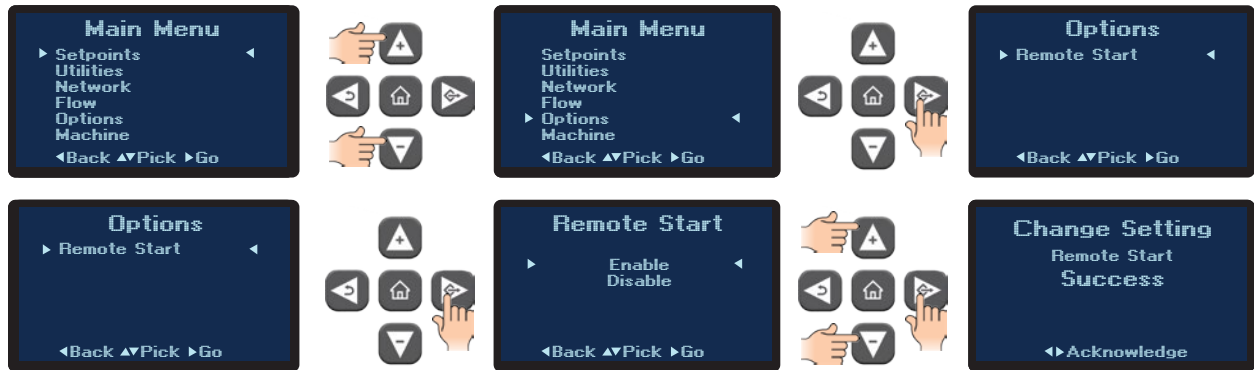 Main Menu
Setpoints
Utilities
Network
Flow
Options
Machine
◀Back ▲▼Pick ▶Go
Main Menu
Setpoints
Utilities
Network
Flow
Options
Machine
◀Back ▲▼Pick ▶Go
Options
Remote Start
◀Back ▲▼Pick ▶Go
Options
Remote Start
◀Back ▲▼Pick ▶Go
Remote Start
Enable
Disable
◀Back ▲▼Pick ▶Go
Change Setting
Remote Start
Success
◀▶Acknowledge